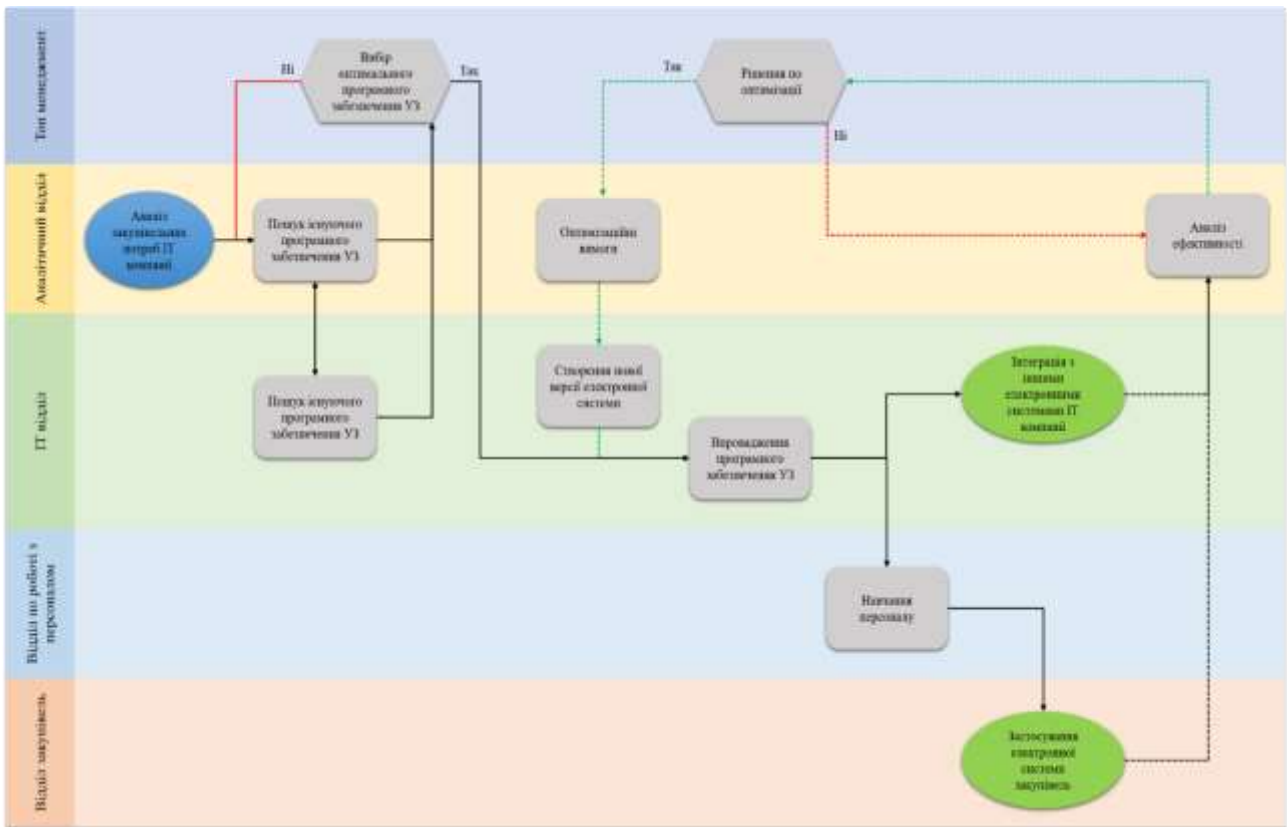 Топ менеджмент
Ні
Вибір
оптимального
програмного
забезпечення УЗ
Так
Так
Рішення по
оптимізації
Ні
Аналітичний відділ
Аналіз
закупівельних
потреб ІТ
компанії
Пошук існуючого
програмного
забезпечення УЗ
Оптимізаційні
вимоги
Аналіз
ефективності
ІТ відділ
Пошук існуючого
програмного
забезпечення УЗ
Створення нової
версії електронної
системи
Впровадження
програмного
забезпечення УЗ
Інтеграція з
іншими
електронними
системами ІТ
компанії
Відділ по роботі з
персоналом
Навчання
персоналу
Відділ закупівель
Застосування
електронної
системи
закупівель